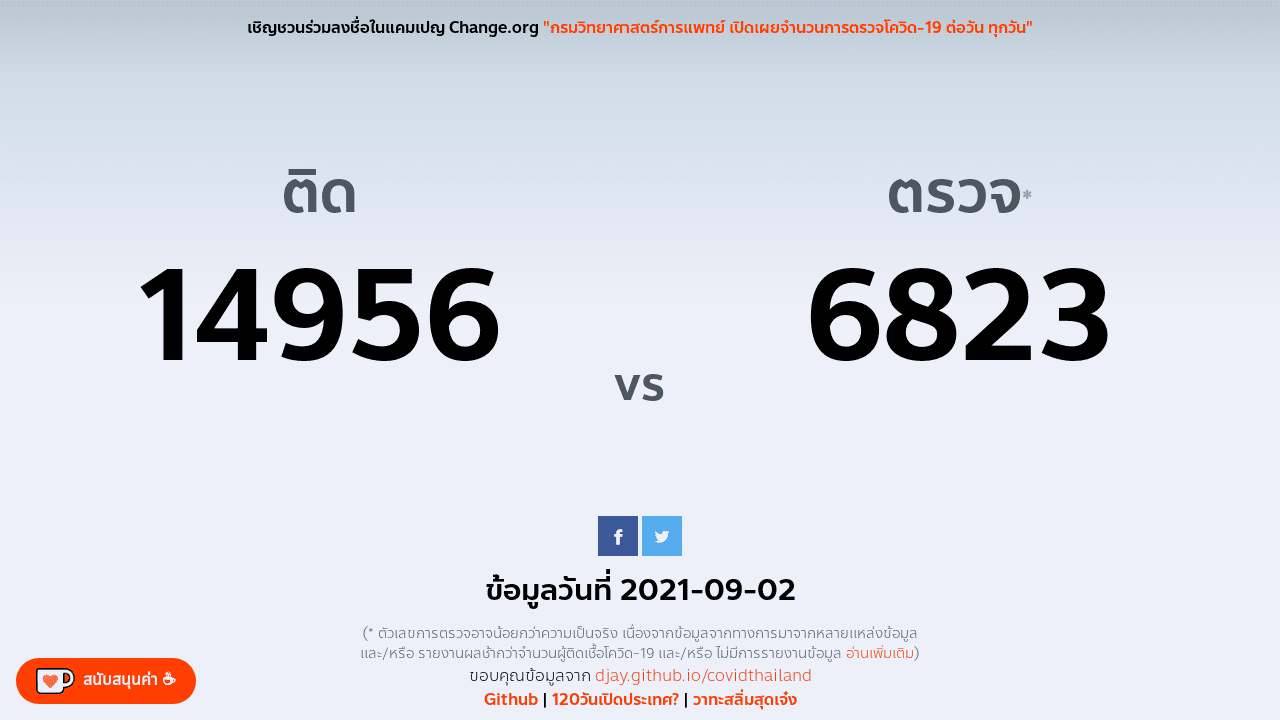 เชิญชวนร่วมลงชื่อในแคมเปญ Change.org "กรมวิทยาศาสตร์การแพทย์ เปิดเผยจำนวนการตรวจโควิด-19 ต่อวัน ทุกวัน"
ติด
14956
vs
ตรวจ*
6823
ข้อมูลวันที่ 2021-09-02
(* ตัวเลขการตรวจอาจน้อยกว่าความเป็นจริง เนื่องจากข้อมูลจากทางการมาจากหลายแหล่งข้อมูล
และ/หรือ รายงานผลช้ากว่าจำนวนผู้ติดเชื้อโควิด-19 และ/หรือ ไม่มีการรายงานข้อมูล อ่านเพิ่มเติม)
ขอบคุณข้อมูลจาก djay.github.io/covidthailand
Github | 120วันเปิดประเทศ? | วาทะสลิ่มสุดเจ๋ง
สนับสนุนค่า ☕